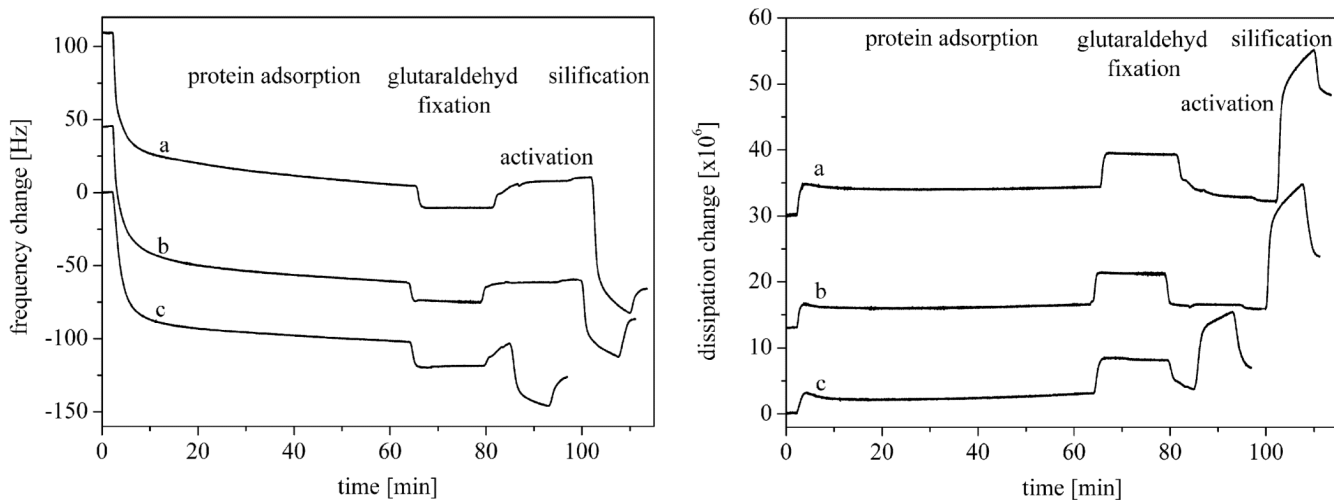 100
50
0
-50
-100
-150
frequency change [Hz]
protein adsorption
glutaraldehyd
fixation
silification
activation
a
b
c
0
20
40
60
80
100
time [min]
60
50
40
30
20
10
0
dissipation change [x10⁶]
protein adsorption
glutaraldehyd
fixation
silification
activation
a
b
c
0
20
40
60
80
100
time [min]